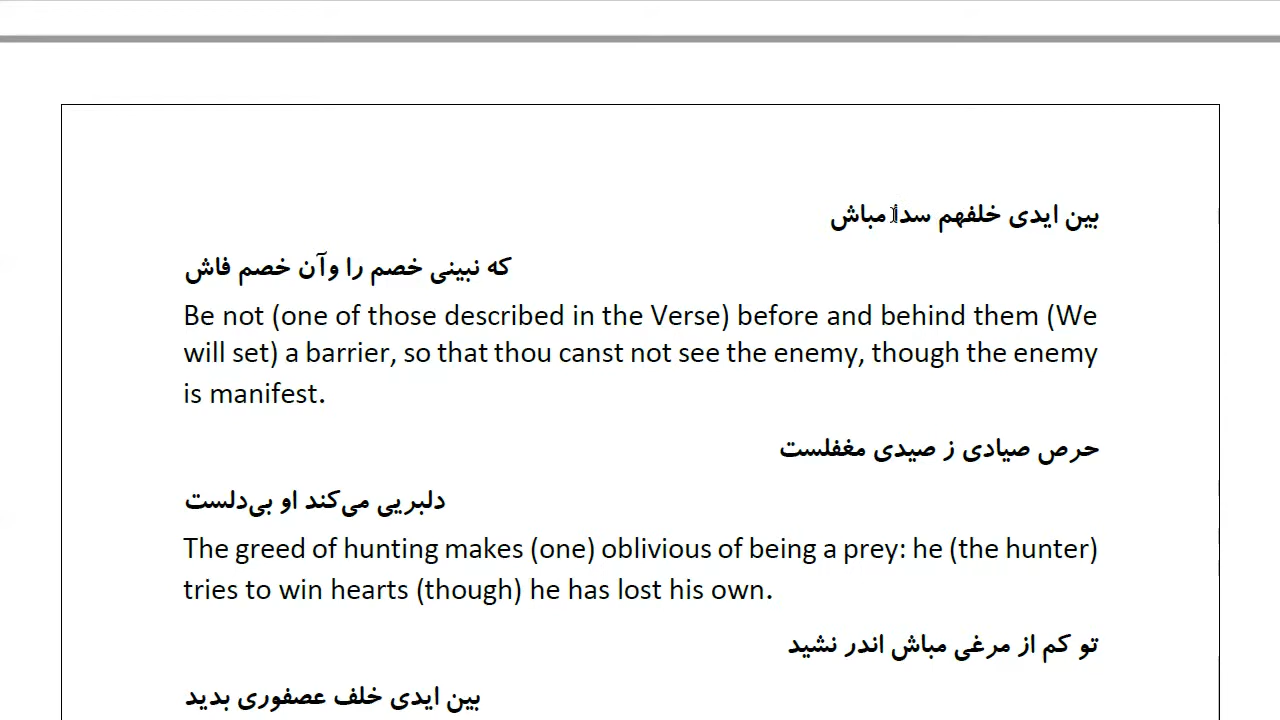 بین ایدی خلفهم سدا مباش
که نبینی خصم را وآن خصم فاش
Be not (one of those described in the Verse) before and behind them (We
will set) a barrier, so that thou canst not see the enemy, though the enemy
is manifest.
حرص صیادی ز صیدی مغفلست
دلبریی می‌کند او بی‌دلست
The greed of hunting makes (one) oblivious of being a prey: he (the hunter)
tries to win hearts (though) he has lost his own.
تو کم از مرغی مباش اندر نشید
بین ایدی خلف عصفوری بدید